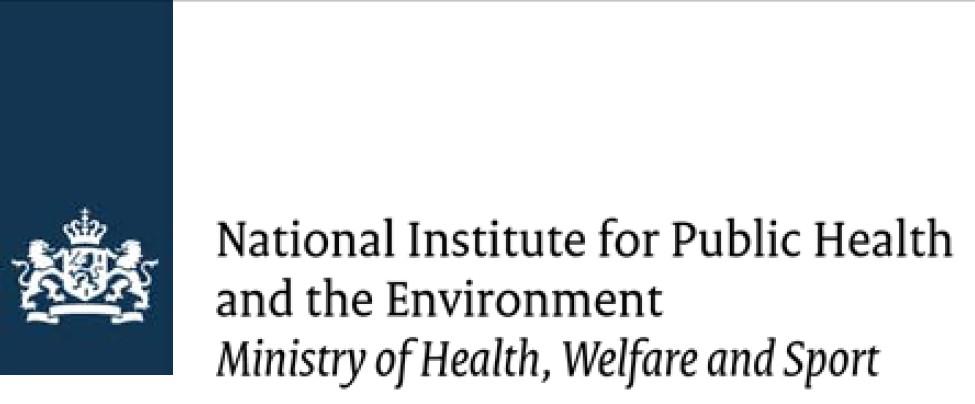 National Institute for Public Health
and the Environment
Ministry of Health, Welfare and Sport